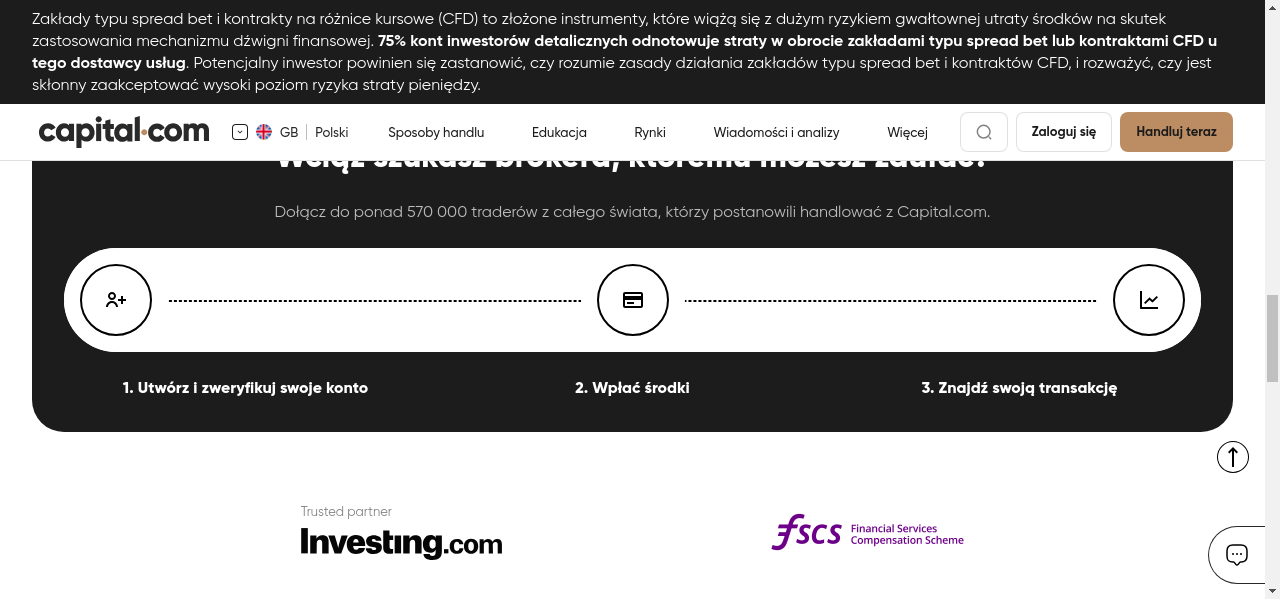 Zakłady typu spread bet i kontrakty na różnice kursowe (CFD) to złożone instrumenty, które wiążą się z dużym ryzykiem gwałtownej utraty środków na skutek
zastosowania mechanizmu dźwigni finansowej. 75% kont inwestorów detalicznych odnotowuje straty w obrocie zakładami typu spread bet lub kontraktami CFD u
tego dostawcy usług. Potencjalny inwestor powinien się zastanowić, czy rozumie zasady działania zakładów typu spread bet i kontraktów CFD, i rozważyć, czy jest
skłonny zaakceptować wysoki poziom ryzyka straty pieniędzy.
capital.com GB Polski Sposoby handlu Edukacja Rynki Wiadomości i analizy Więcej Zaloguj się Handluj teraz
Wciąż szukasz brokera, któremu możesz zaufać?
Dołącz do ponad 570 000 traderów z całego świata, którzy postanowili handlować z Capital.com.
1. Utwórz i zweryfikuj swoje konto
2. Wpłać środki
3. Znajdź swoją transakcję
Trusted partner
Investing.com
fscs Financial Services
Compensation Scheme